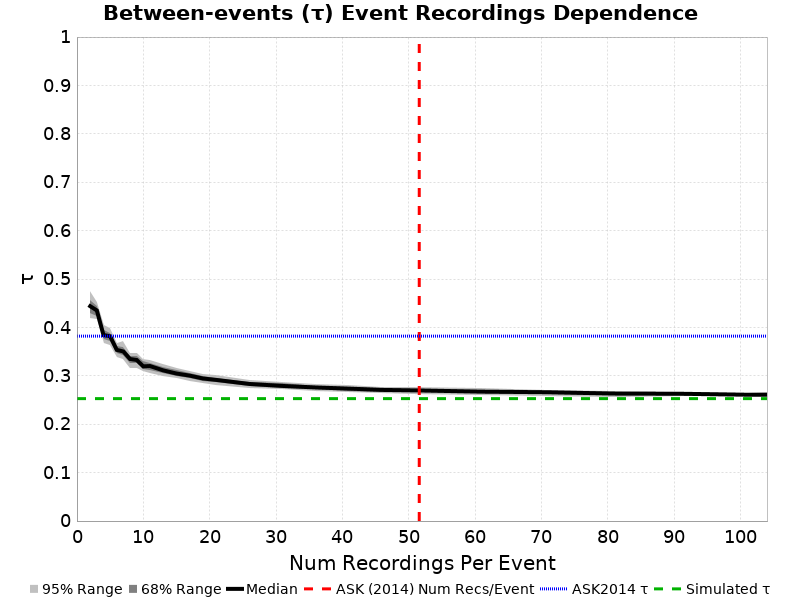 Between-events (τ) Event Recordings Dependence
1
0.9
0.8
0.7
0.6
0.5
0.4
0.3
0.2
0.1
0
τ
0 10 20 30 40 50 60 70 80 90 100
Num Recordings Per Event
95% Range 68% Range Median ASK (2014) Num Recs/Event ASK2014 τ Simulated τ